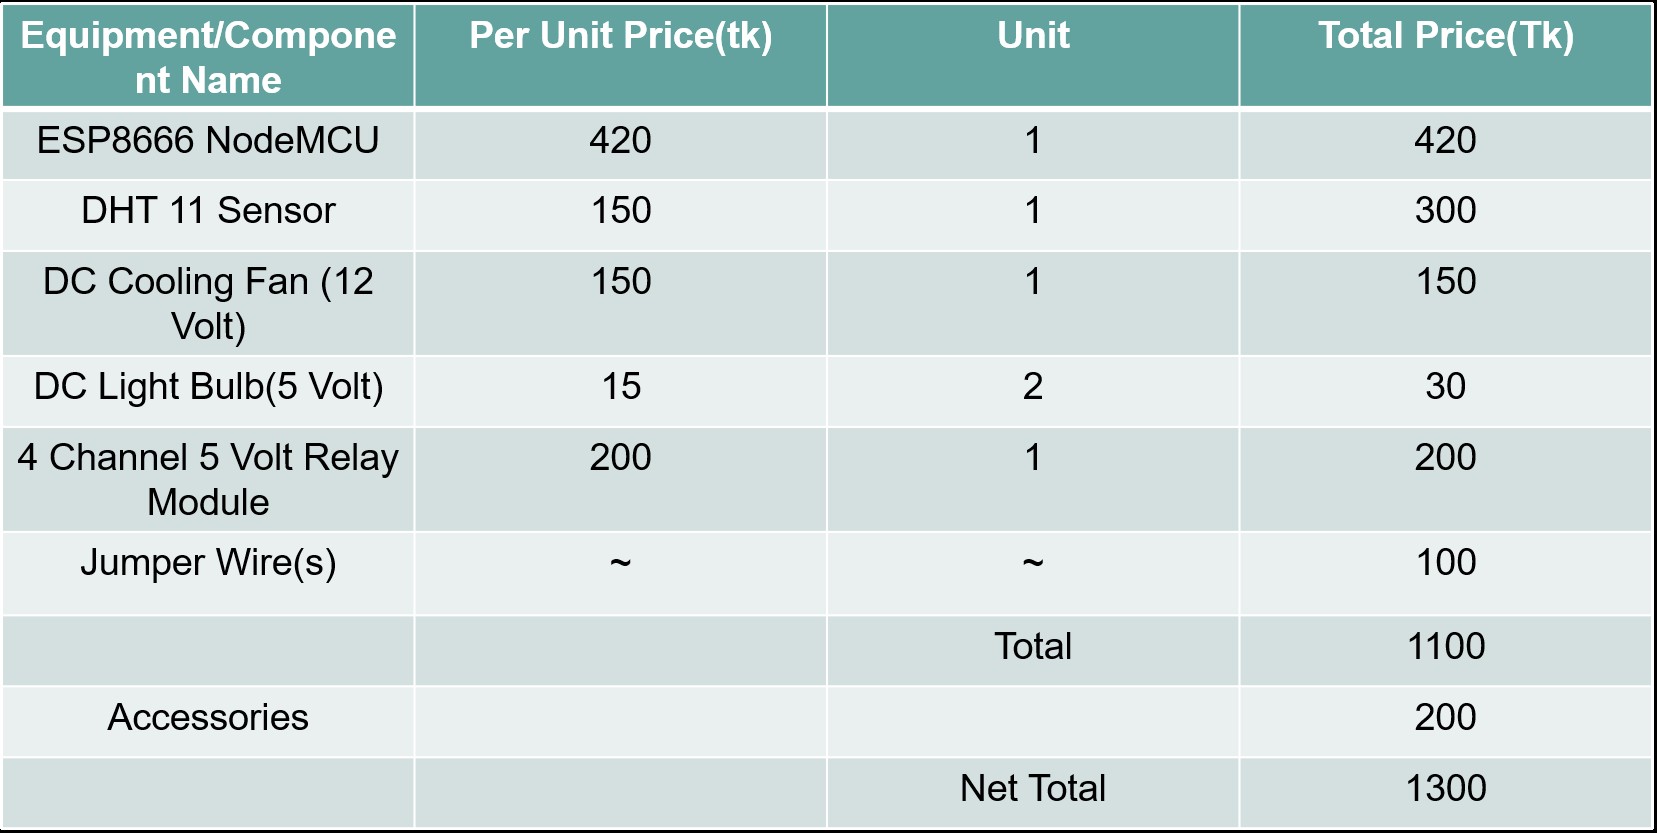 Equipment/Compone
nt Name
Per Unit Price(tk)
Unit
Total Price(Tk)
ESP8666 NodeMCU
420
1
420
DHT 11 Sensor
150
1
300
DC Cooling Fan (12
Volt)
150
1
150
DC Light Bulb(5 Volt)
15
2
30
4 Channel 5 Volt Relay
Module
200
1
200
Jumper Wire(s)
~
~
100
Total
1100
Accessories
200
Net Total
1300